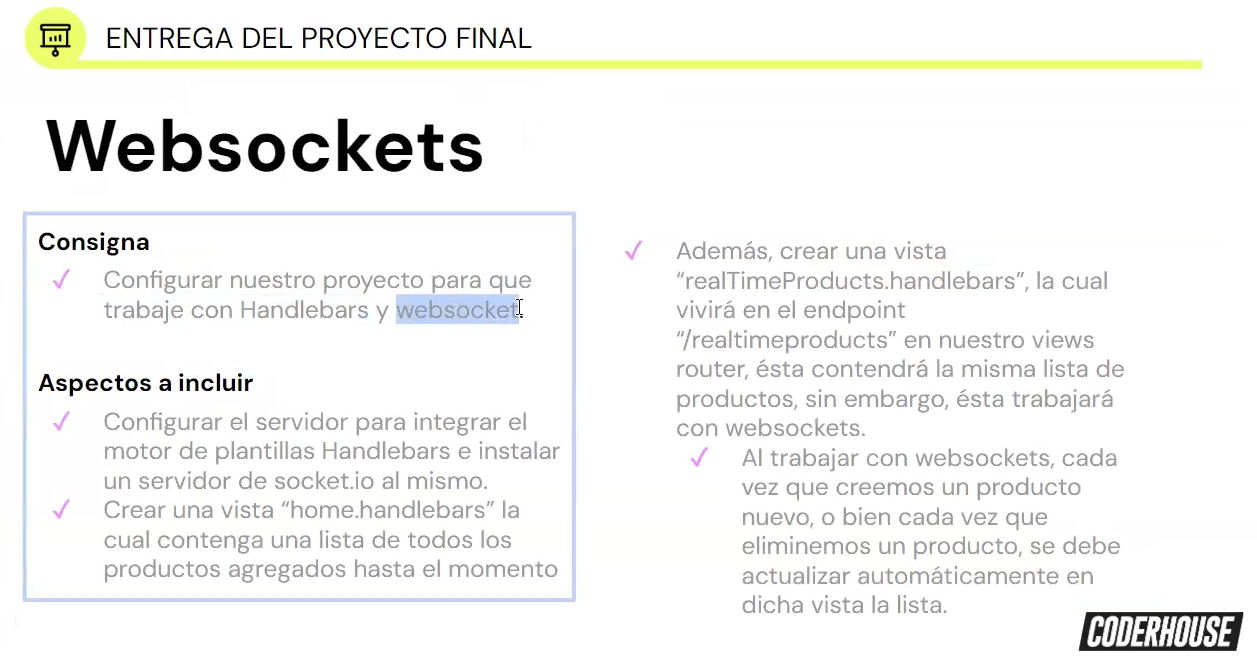 ENTREGA DEL PROYECTO FINAL
Websockets
Consigna
Configurar nuestro proyecto para que
trabaje con Handlebars y websocket.
Aspectos a incluir
Configurar el servidor para integrar el
motor de plantillas Handlebars e instalar
un servidor de socket.io al mismo.
Crear una vista “home.handlebars” la
cual contenga una lista de todos los
productos agregados hasta el momento
Además, crear una vista
“realTimeProducts.handlebars”, la cual
vivirá en el endpoint
“/realtimeproducts” en nuestro views
router, ésta contendrá la misma lista de
productos, sin embargo, ésta trabajará
con websockets.
Al trabajar con websockets, cada
vez que creemos un producto
nuevo, o bien cada vez que
eliminemos un producto, se debe
actualizar automáticamente en
dicha vista la lista.
CODERHOUSE